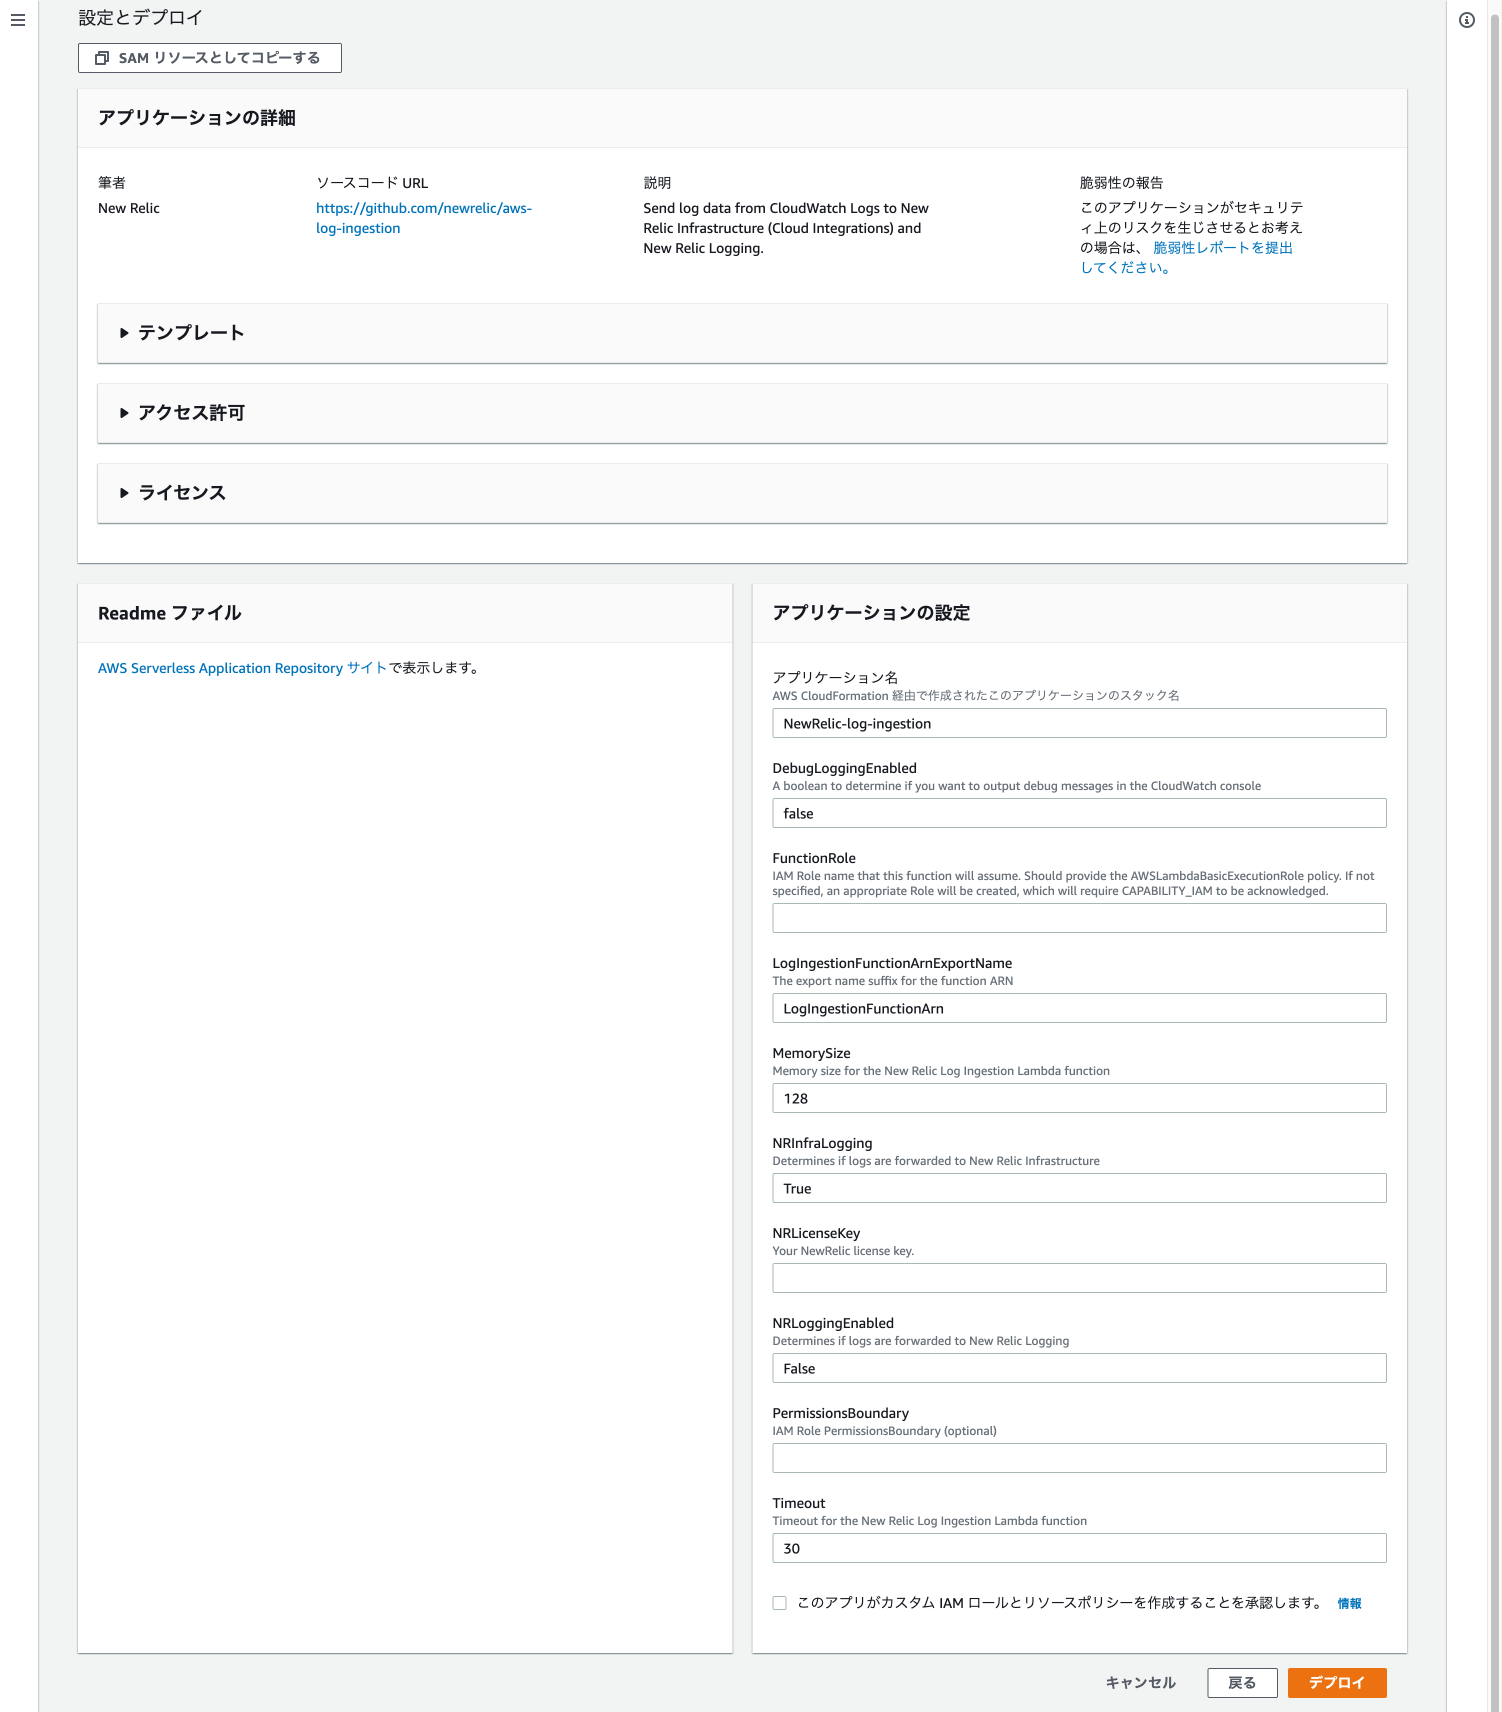 設定とデプロイ
SAM リソースとしてコピーする
アプリケーションの詳細
筆者
New Relic
ソースコード URL
https://github.com/newrelic/aws-
log-ingestion
説明
Send log data from CloudWatch Logs to New
Relic Infrastructure (Cloud Integrations) and
New Relic Logging.
脆弱性の報告
このアプリケーションがセキュリテ
ィ上のリスクを生じさせるとお考え
の場合は、 脆弱性レポートを提出
してください。
テンプレート
アクセス許可
ライセンス
Readme ファイル
AWS Serverless Application Repository サイトで表示します。
アプリケーションの設定
アプリケーション名
AWS CloudFormation 経由で作成されたこのアプリケーションのスタック名
NewRelic-log-ingestion
DebugLoggingEnabled
A boolean to determine if you want to output debug messages in the CloudWatch console
false
FunctionRole
IAM Role name that this function will assume. Should provide the AWSLambdaBasicExecutionRole policy. If not
specified, an appropriate Role will be created, which will require CAPABILITY_IAM to be acknowledged.
LogIngestionFunctionArnExportName
The export name suffix for the function ARN
LogIngestionFunctionArn
MemorySize
Memory size for the New Relic Log Ingestion Lambda function
128
NRInfraLogging
Determines if logs are forwarded to New Relic Infrastructure
True
NRLicenseKey
Your NewRelic license key.
NRLoggingEnabled
Determines if logs are forwarded to New Relic Logging
False
PermissionsBoundary
IAM Role PermissionsBoundary (optional)
Timeout
Timeout for the New Relic Log Ingestion Lambda function
30
このアプリがカスタム IAM ロールとリソースポリシーを作成することを承認します。 情報
キャンセル
戻る
デプロイ